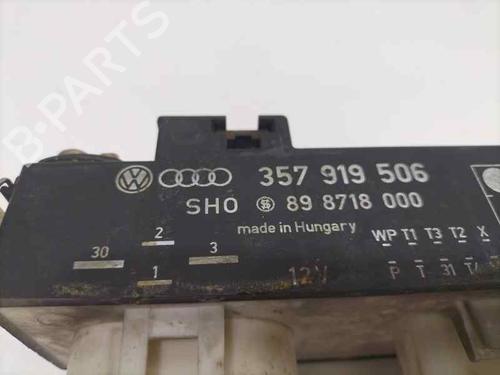 B-PARTS
357 919 506
SHO 89 8718 000
made in Hungary
WP T1 T3 T2 X
30 2 3
1
12V
P T 31 T4